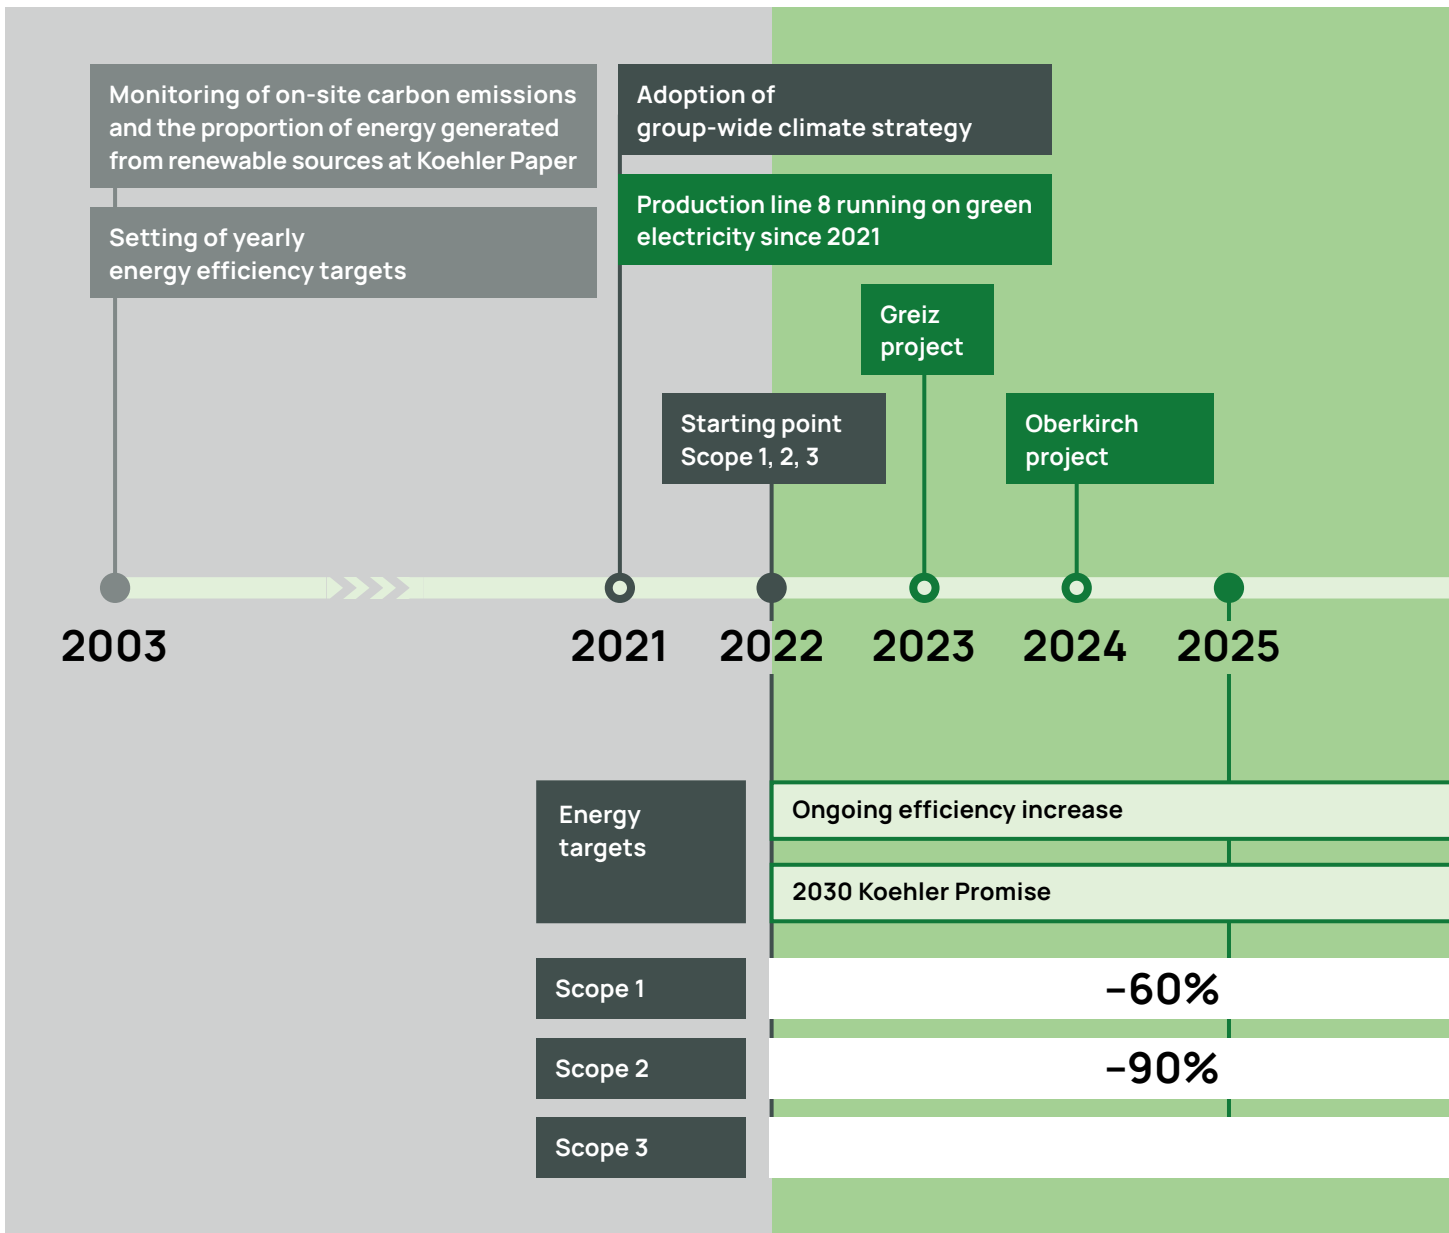 Monitoring of on-site carbon emissions
and the proportion of energy generated
from renewable sources at Koehler Paper
Setting of yearly
energy efficiency targets
Adoption of
group-wide climate strategy
Production line 8 running on green
electricity since 2021
Greiz
project
Starting point
Scope 1, 2, 3
Oberkirch
project
2003
2021
2022
2023
2024
2025
Energy
targets
Ongoing efficiency increase
2030 Koehler Promise
Scope 1
–60%
Scope 2
–90%
Scope 3